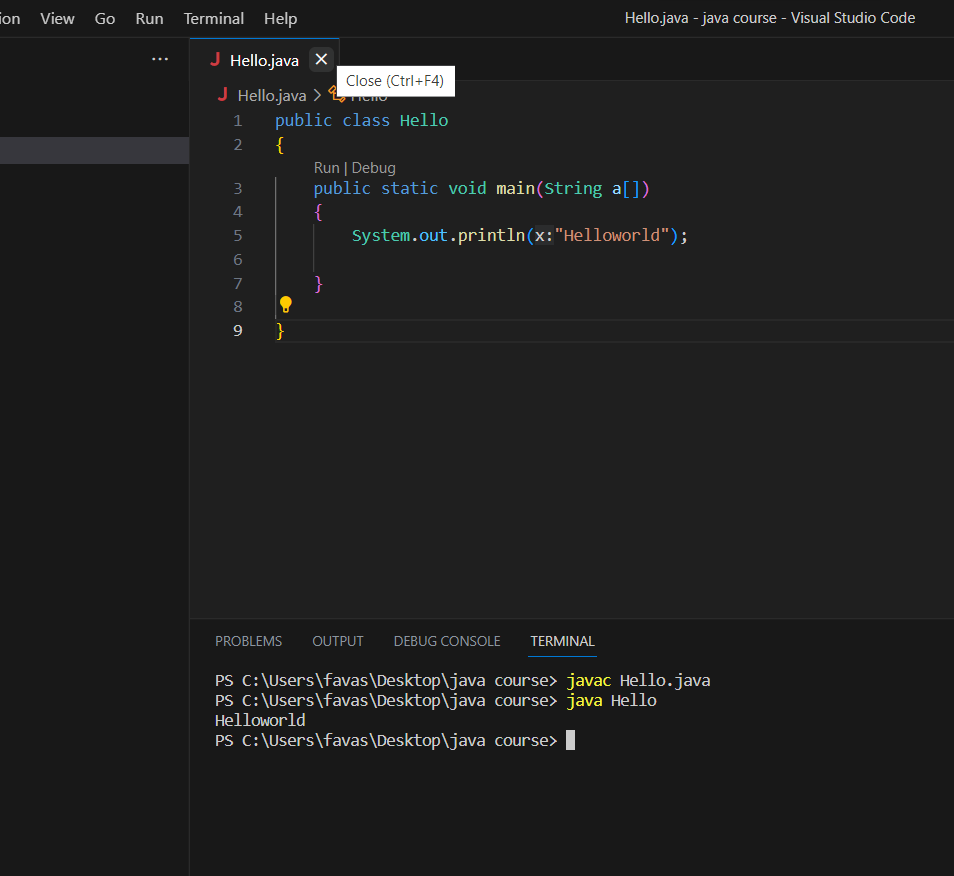 ion View Go Run Terminal Help Hello.java - java course - Visual Studio Code
... J Hello.java ×
Close (Ctrl+F4)
J Hello.java > Hello
1 public class Hello
2 {
Run | Debug
3 public static void main(String a[])
4 {
5 System.out.println(x:"Helloworld");
6
7 }
8
9 }
PROBLEMS OUTPUT DEBUG CONSOLE TERMINAL
PS C:\Users\favas\Desktop\java course> javac Hello.java
PS C:\Users\favas\Desktop\java course> java Hello
Helloworld
PS C:\Users\favas\Desktop\java course>